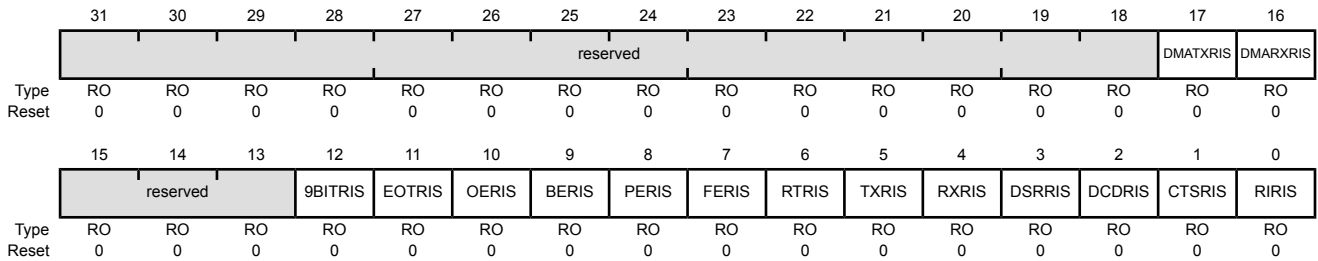 31 30 29 28 27 26 25 24 23 22 21 20 19 18 17 16
reserved DMATXRIS DMARXRIS
Type RO RO RO RO RO RO RO RO RO RO RO RO RO RO RO RO
Reset 0 0 0 0 0 0 0 0 0 0 0 0 0 0 0 0
15 14 13 12 11 10 9 8 7 6 5 4 3 2 1 0
reserved 9BITRIS EOTRIS OERIS BERIS PERIS FERIS RTRIS TXRIS RXRIS DSRRIS DCDRIS CTSRIS RIRIS
Type RO RO RO RO RO RO RO RO RO RO RO RO RO RO RO RO
Reset 0 0 0 0 0 0 0 0 0 0 0 0 0 0 0 0